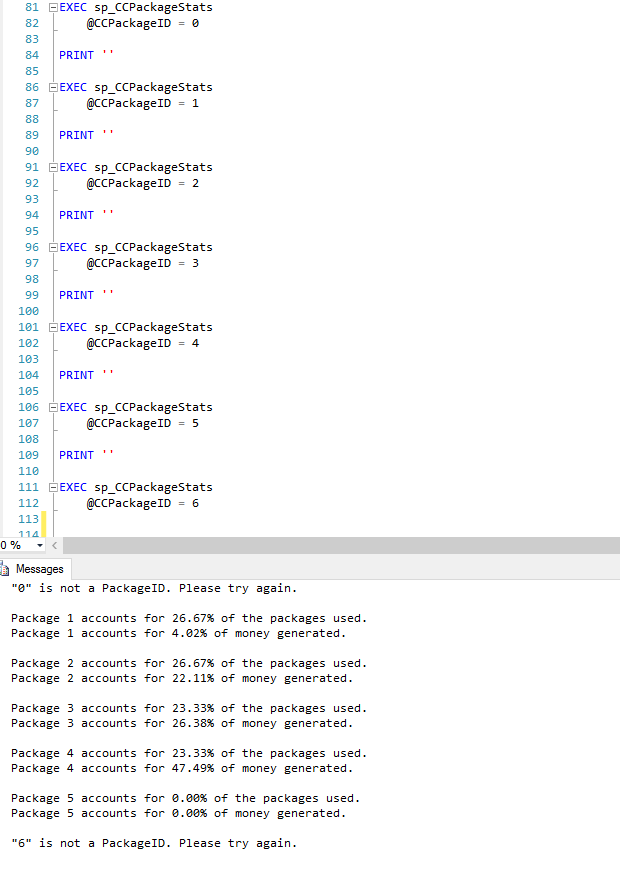 81 EXEC sp_CCPackageStats
82 @CCPackageID = 0
83
84 PRINT ''
85
86 EXEC sp_CCPackageStats
87 @CCPackageID = 1
88
89 PRINT ''
90
91 EXEC sp_CCPackageStats
92 @CCPackageID = 2
93
94 PRINT ''
95
96 EXEC sp_CCPackageStats
97 @CCPackageID = 3
98
99 PRINT ''
100
101 EXEC sp_CCPackageStats
102 @CCPackageID = 4
103
104 PRINT ''
105
106 EXEC sp_CCPackageStats
107 @CCPackageID = 5
108
109 PRINT ''
110
111 EXEC sp_CCPackageStats
112 @CCPackageID = 6
113
114
0 %
Messages
"0" is not a PackageID. Please try again.
Package 1 accounts for 26.67% of the packages used.
Package 1 accounts for 4.02% of money generated.
Package 2 accounts for 26.67% of the packages used.
Package 2 accounts for 22.11% of money generated.
Package 3 accounts for 23.33% of the packages used.
Package 3 accounts for 26.38% of money generated.
Package 4 accounts for 23.33% of the packages used.
Package 4 accounts for 47.49% of money generated.
Package 5 accounts for 0.00% of the packages used.
Package 5 accounts for 0.00% of money generated.
"6" is not a PackageID. Please try again.